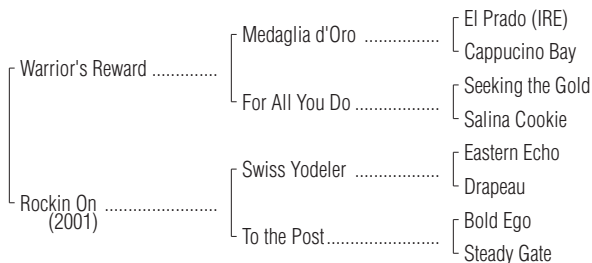 El Prado (IRE)
Medaglia d'Oro ................
Cappucino Bay
Warrior's Reward .............
Seeking the Gold
For All You Do ..................
Salina Cookie
Eastern Echo
Swiss Yodeler ..................
Drapeau
Rockin On ......................
(2001)
Bold Ego
To the Post........................
Steady Gate